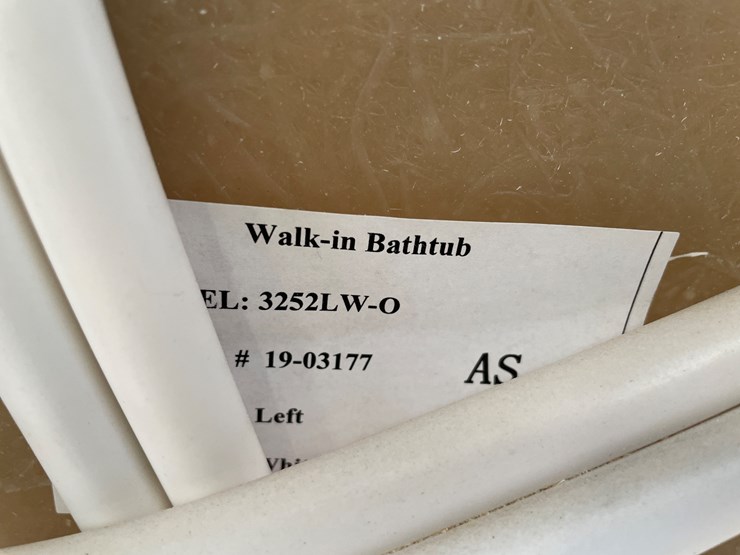 Walk-in Bathtub
EL: 3252LW-O
# 19-03177
AS
Left